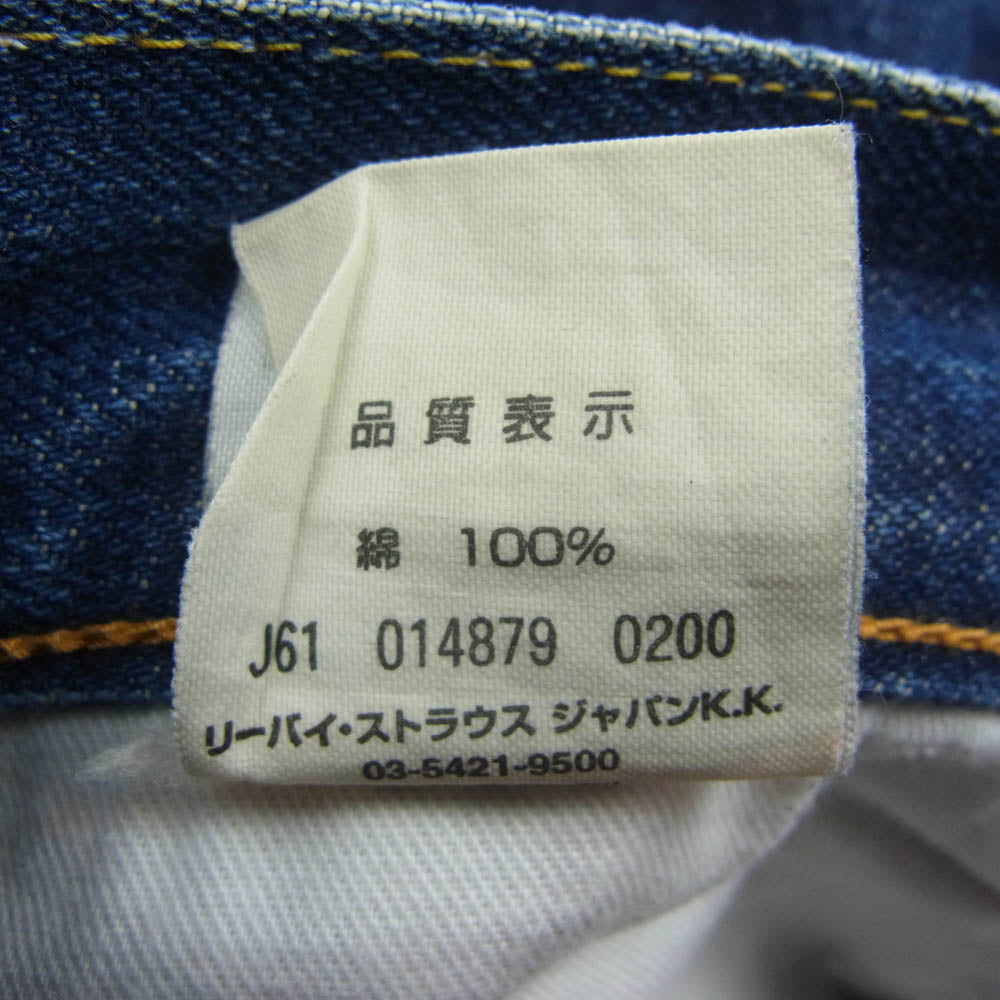 品質表示
綿 100%
J61 014879 0200
リーバイ・ストラウス ジャパンK.K.
03-5421-9500